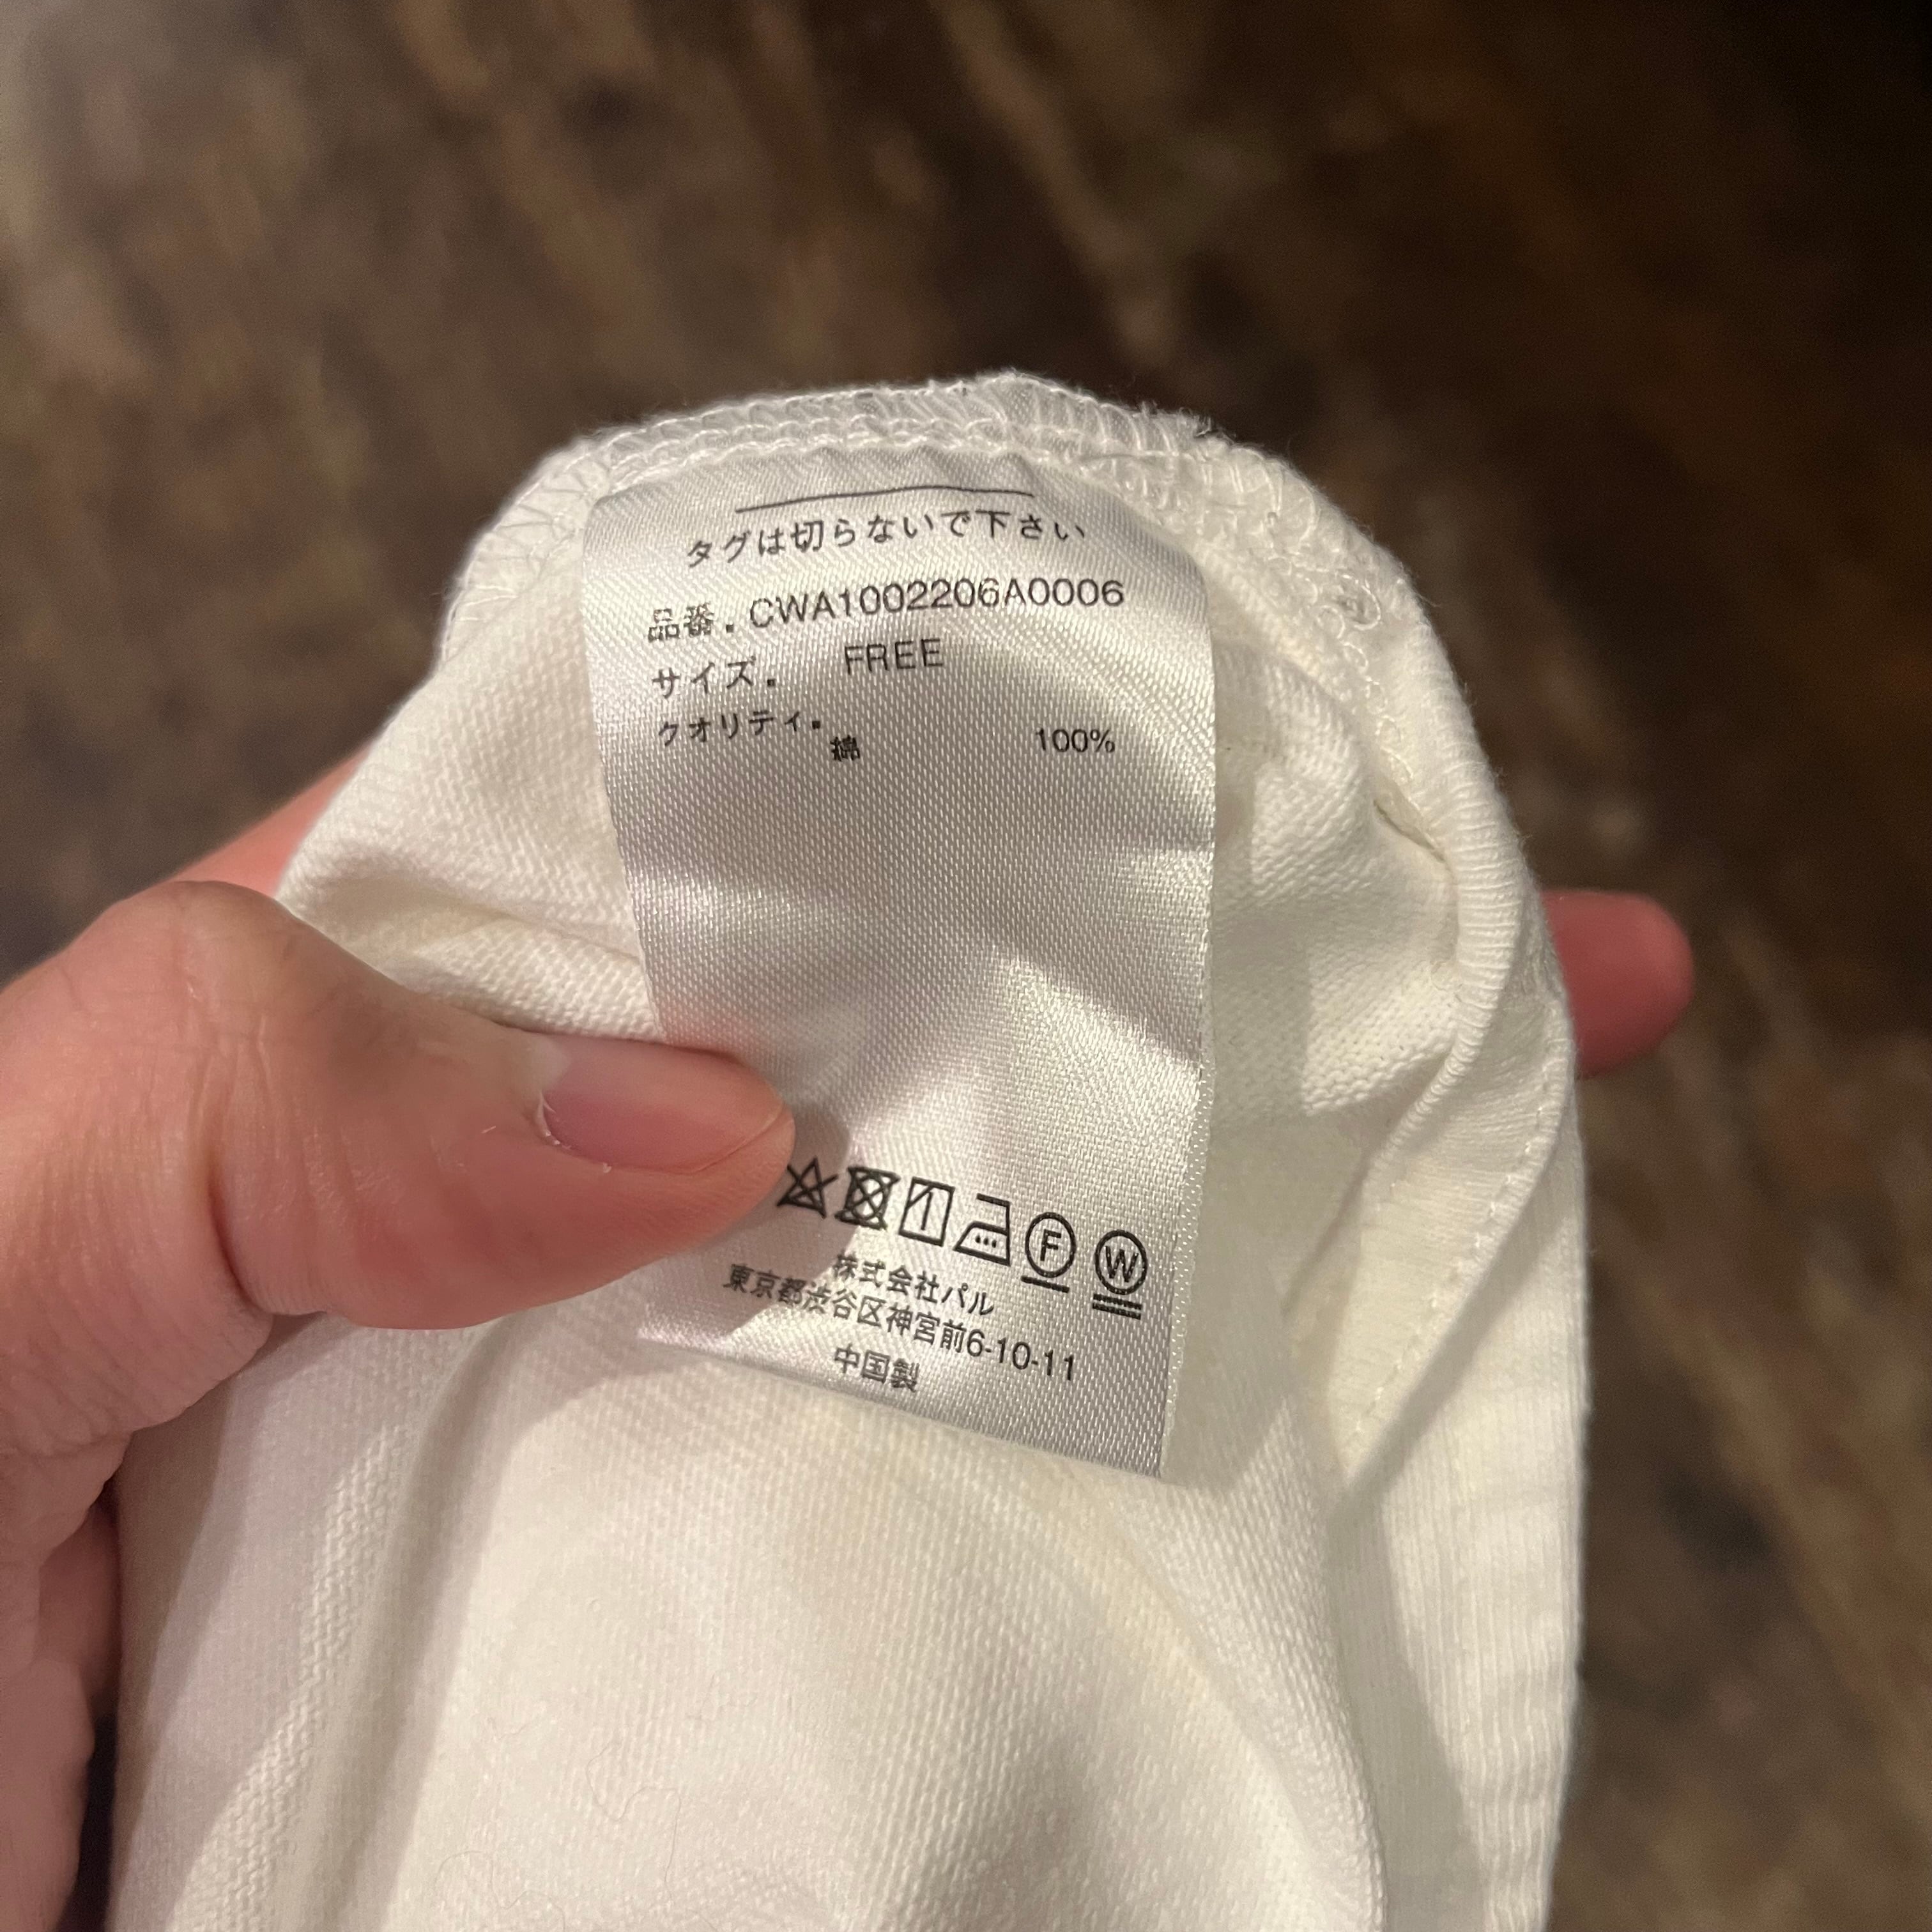 タグは切らないで下さい
品番. CWA1002206A0006
サイズ. FREE
クオリティ.
綿 100%
F W
株式会社パル
東京都渋谷区神宮前6-10-11
中国製